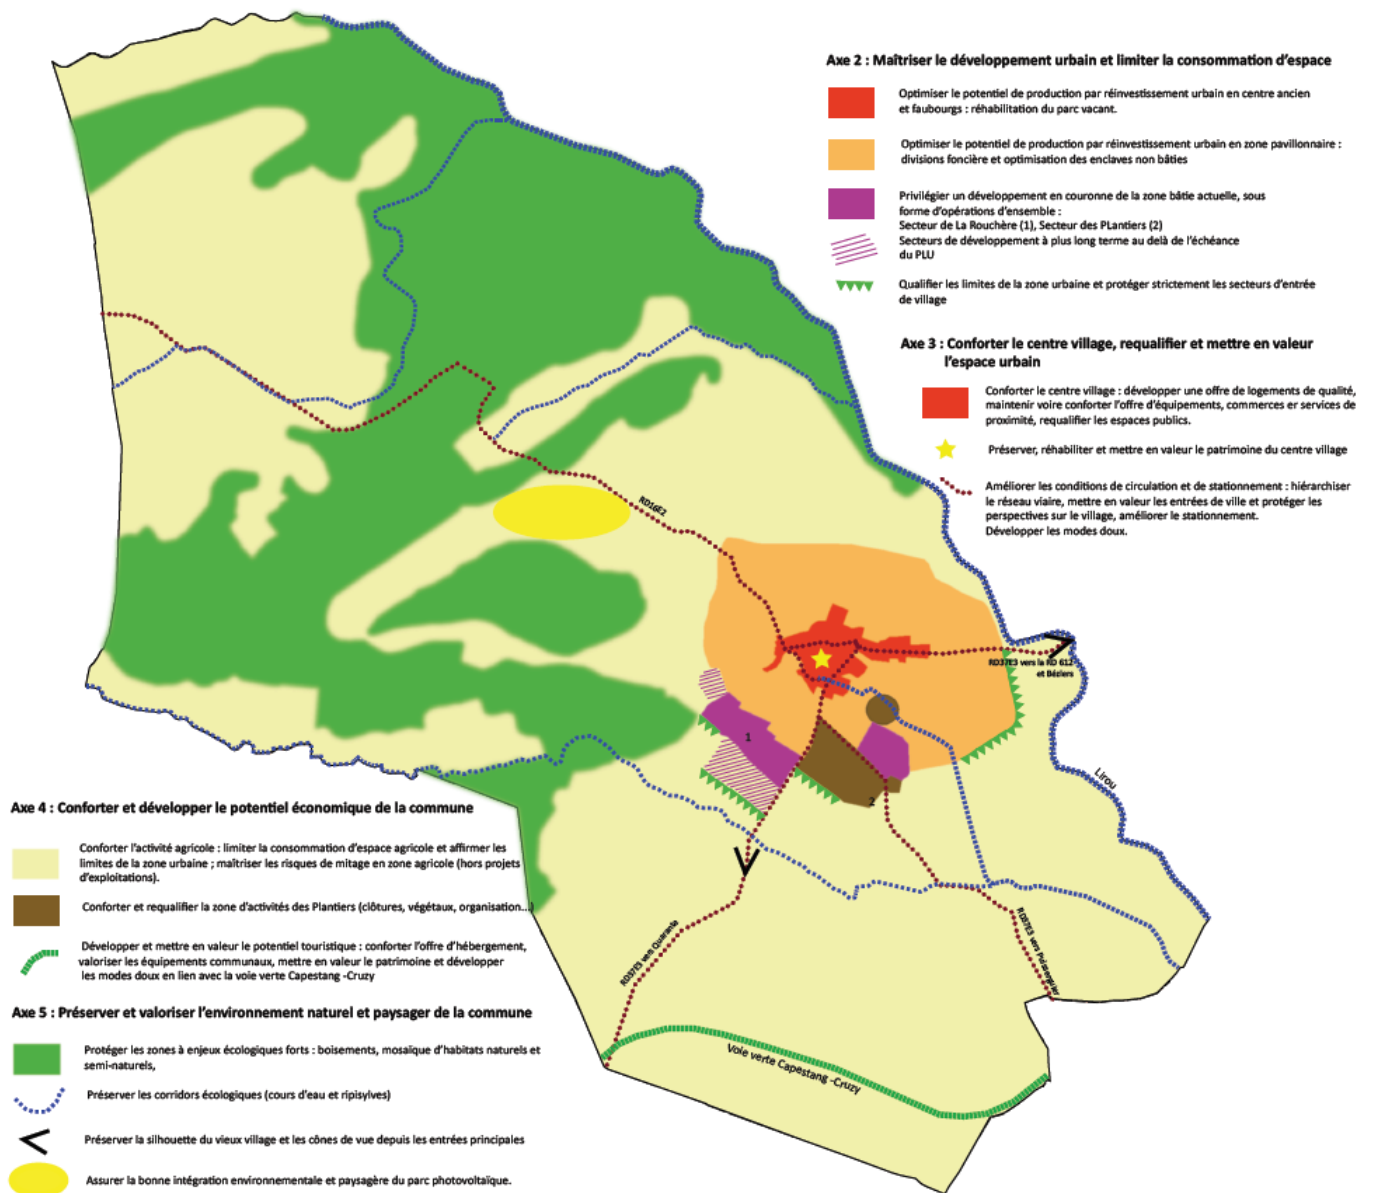 Axe 2 : Maîtriser le développement urbain et limiter la consommation d'espace
Optimiser le potentiel de production par réinvestissement urbain en centre ancien
et faubourgs : réhabilitation du parc vacant.
Optimiser le potentiel de production par réinvestissement urbain en zone pavillonnaire :
divisions foncière et optimisation des enclaves non bâties
Privilégier un développement en couronne de la zone bâtie actuelle, sous
forme d'opérations d'ensemble :
Secteur de La Rouchère (1), Secteur des PLantiers (2)
Secteurs de développement à plus long terme au delà de l'échéance
du PLU
Qualifier les limites de la zone urbaine et protéger strictement les secteurs d'entrée
de village
Axe 3 : Conforter le centre village, requalifier et mettre en valeur
l'espace urbain
Conforter le centre village : développer une offre de logements de qualité,
maintenir voire conforter l'offre d'équipements, commerces er services de
proximité, requalifier les espaces publics.
Préserver, réhabiliter et mettre en valeur le patrimoine du centre village
Améliorer les conditions de circulation et de stationnement : hiérarchiser
le réseau viaire, mettre en valeur les entrées de ville et protéger les
perspectives sur le village, améliorer le stationnement.
Développer les modes doux.
RD16E2
RD37E3 vers la RD 612
et Béziers
1
2
Lirou
RD37E3 vers Quarante
RD37E3 vers Puisserguier
Voie verte Capestang -Cruzy
Axe 4 : Conforter et développer le potentiel économique de la commune
Conforter l'activité agricole : limiter la consommation d'espace agricole et affirmer les
limites de la zone urbaine ; maîtriser les risques de mitage en zone agricole (hors projets
d'exploitations).
Conforter et requalifier la zone d'activités des Plantiers (clôtures, végétaux, organisation...)
Développer et mettre en valeur le potentiel touristique : conforter l'offre d'hébergement,
valoriser les équipements communaux, mettre en valeur le patrimoine et développer
les modes doux en lien avec la voie verte Capestang -Cruzy
Axe 5 : Préserver et valoriser l'environnement naturel et paysager de la commune
Protéger les zones à enjeux écologiques forts : boisements, mosaïque d'habitats naturels et
semi-naturels,
Préserver les corridors écologiques (cours d'eau et ripisylves)
Préserver la silhouette du vieux village et les cônes de vue depuis les entrées principales
Assurer la bonne intégration environnementale et paysagère du parc photovoltaïque.